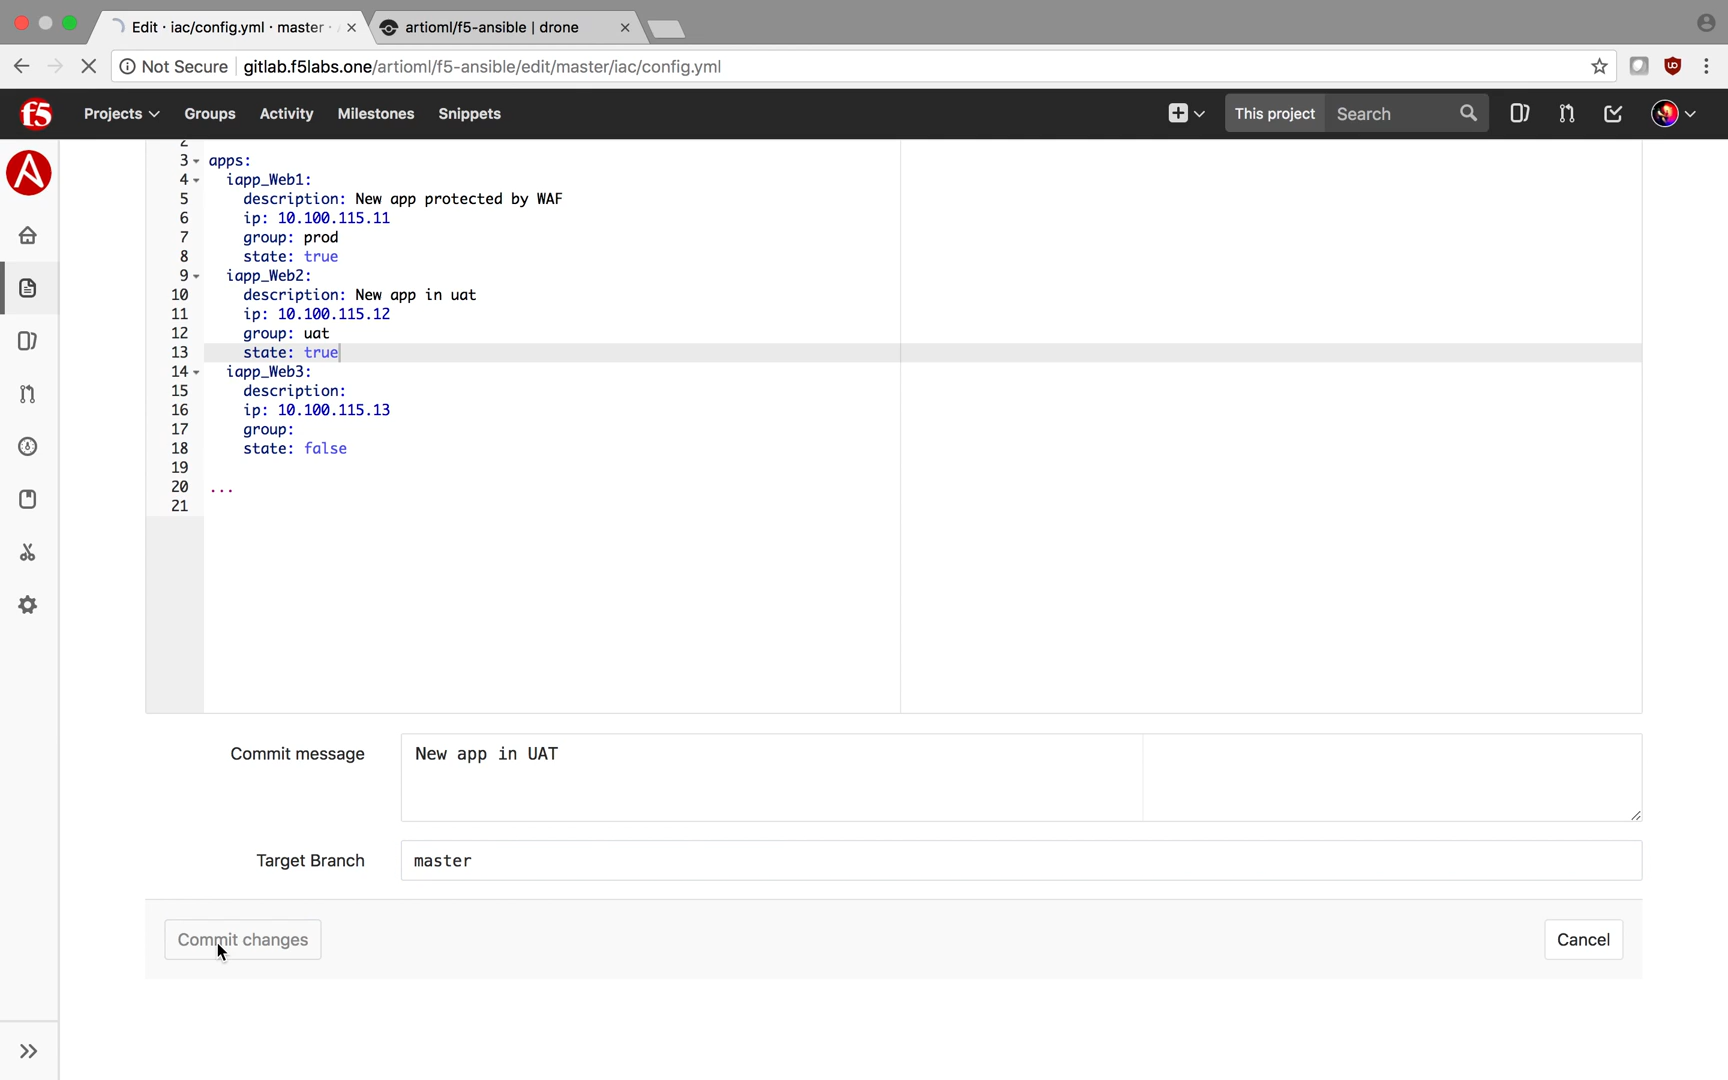 Edit · iac/config.yml · master ·
artioml/f5-ansible | drone
Not Secure
gitlab.f5labs.one/artioml/f5-ansible/edit/master/iac/config.yml
f5
Projects
Groups
Activity
Milestones
Snippets
This project
Search
A
2
3 apps:
4 iapp_Web1:
5 description: New app protected by WAF
6 ip: 10.100.115.11
7 group: prod
8 state: true
9 iapp_Web2:
10 description: New app in uat
11 ip: 10.100.115.12
12 group: uat
13 state: true
14 iapp_Web3:
15 description:
16 ip: 10.100.115.13
17 group:
18 state: false
19
20 ...
21
Commit message
New app in UAT
Target Branch
master
Commit changes
Cancel